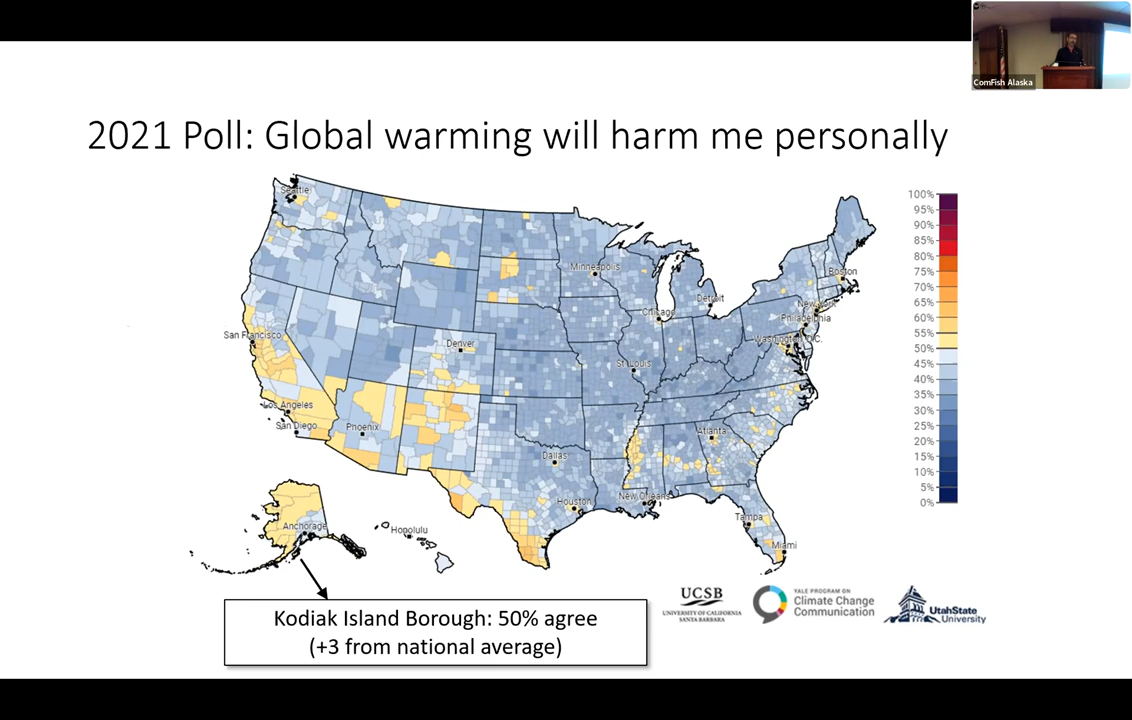 ComFish Alaska
2021 Poll: Global warming will harm me personally
Seattle
Minneapolis
Boston
Detroit
New York
Chicago
Philadelphia
San Francisco
Denver
Washington D.C.
St Louis
Los Angeles
San Diego
Phoenix
Atlanta
Dallas
New Orleans
Houston
Tampa
Miami
Anchorage
Honolulu
100%
95%
90%
85%
80%
75%
70%
65%
60%
55%
50%
45%
40%
35%
30%
25%
20%
15%
10%
5%
0%
Kodiak Island Borough: 50% agree
(+3 from national average)
UCSB
UNIVERSITY OF CALIFORNIA
SANTA BARBARA
YALE PROGRAM ON
Climate Change
Communication
UtahState
University